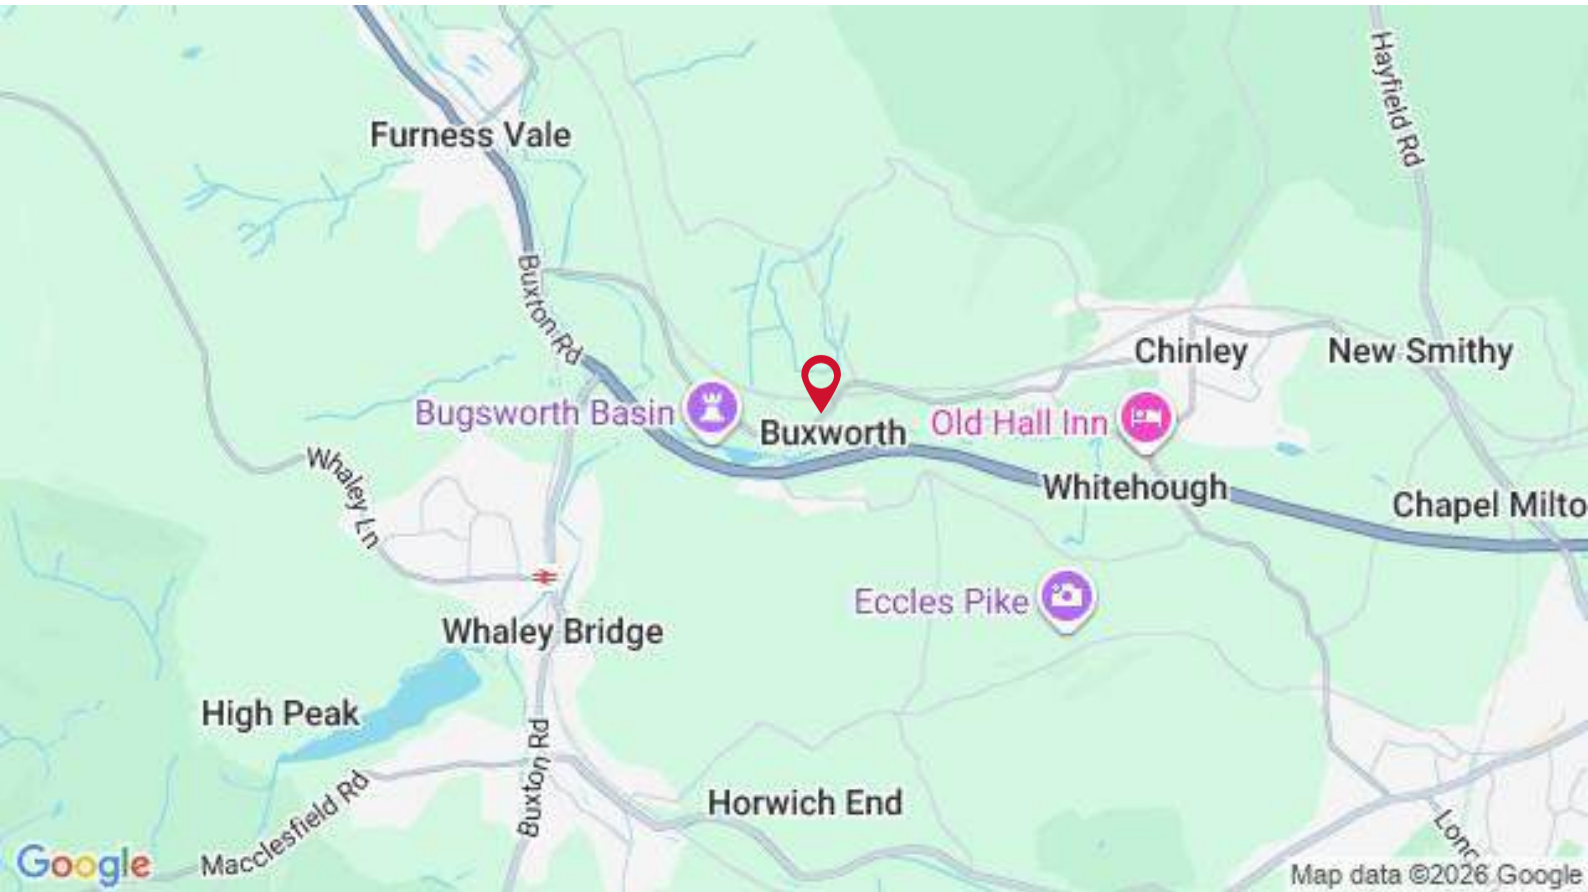 Hayfield Rd
Furness Vale
Buxton Rd
Chinley
New Smithy
Bugsworth Basin
Buxworth
Old Hall Inn
Whaley Ln
Whitehough
Chapel Milto
Eccles Pike
Whaley Bridge
High Peak
Buxton Rd
Horwich End
Macclesfield Rd
Long
Google
Map data ©2026 Google